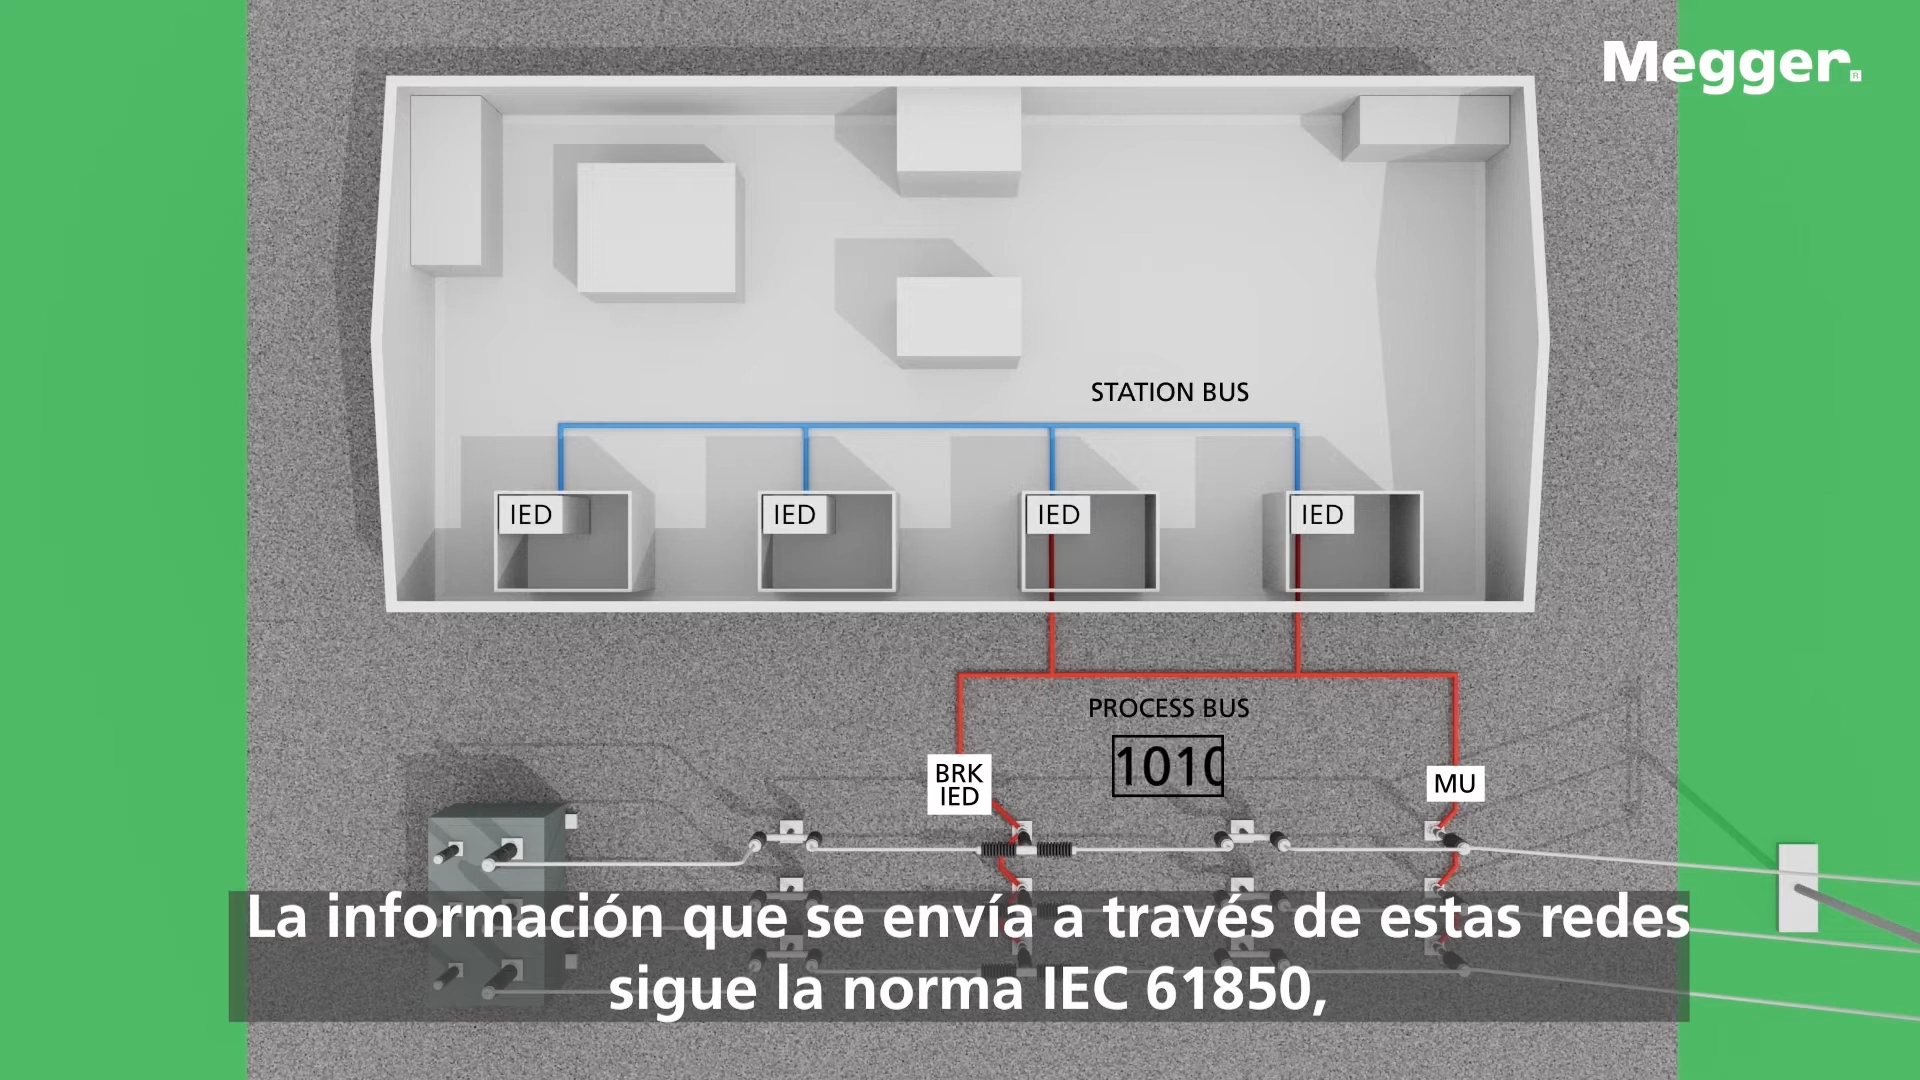 Megger.
STATION BUS
IED
IED
IED
IED
PROCESS BUS
1010
BRK
IED
MU
La información que se envía a través de estas redes
sigue la norma IEC 61850,